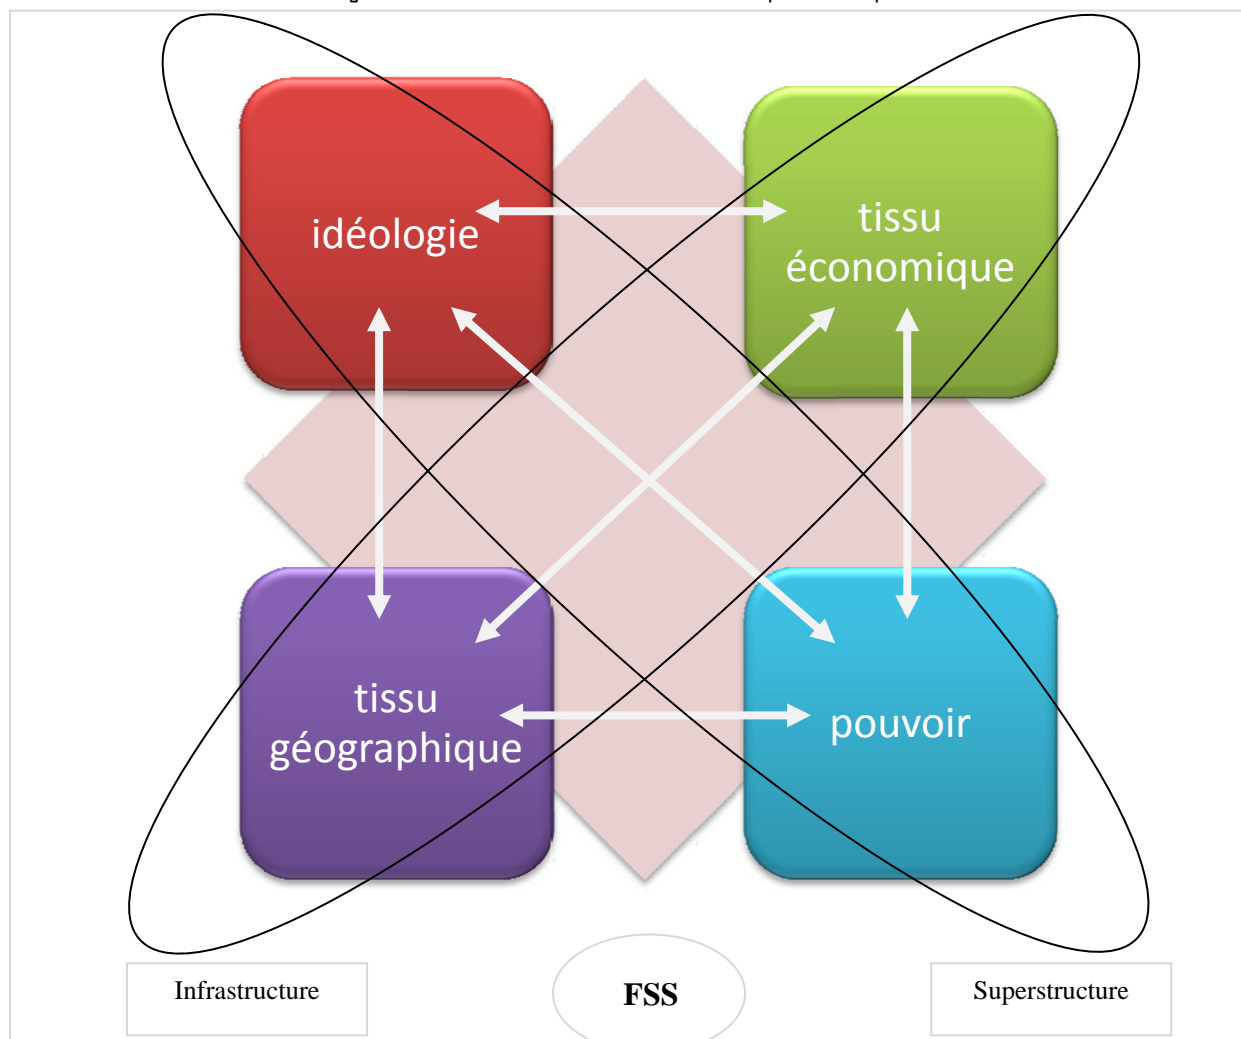 idéologie
tissu
économique
tissu
géographique
pouvoir
Infrastructure
FSS
Superstructure